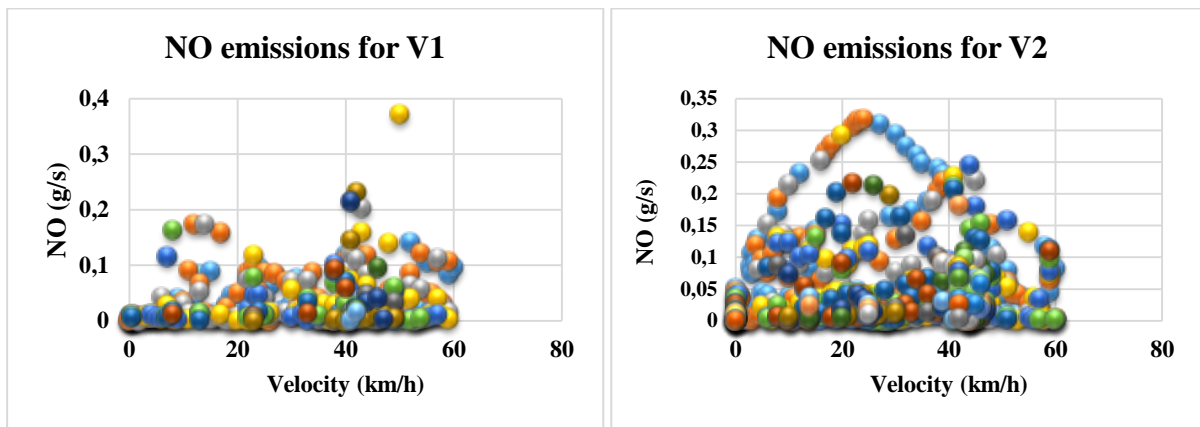 NO emissions for V1
0,4
0,3
0,2
0,1
0
NO (g/s)
0 20 40 60 80
Velocity (km/h)
NO emissions for V2
0,35
0,3
0,25
0,2
0,15
0,1
0,05
0
NO (g/s)
0 20 40 60 80
Velocity (km/h)